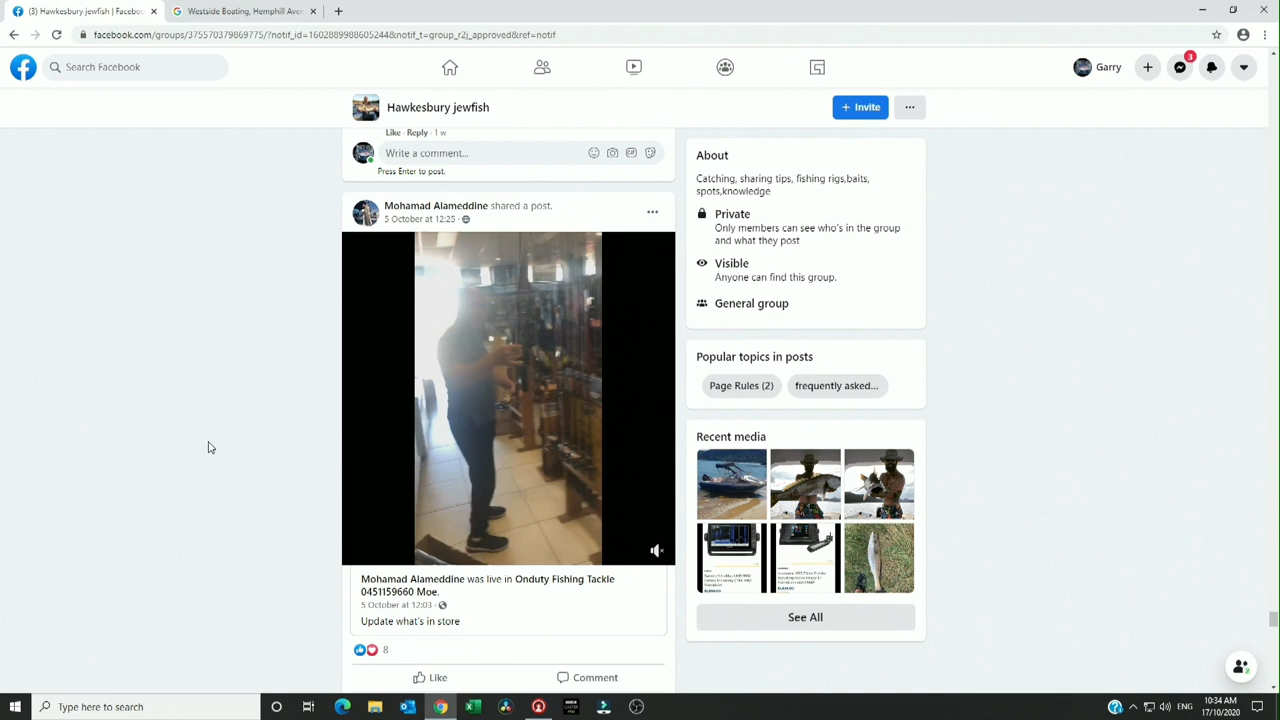 (3) Hawkesbury jewfish | Faceboo
Westside Boating, Hemphill Aver
facebook.com/groups/375570379869775/?notif_id=1602889988605244&notif_t=group_r2j_approved&ref=notif
Search Facebook
Garry
3
Hawkesbury jewfish
Invite
Like · Reply · 1 w
Write a comment...
Press Enter to post.
Mohamad Alameddine shared a post.
5 October at 12:25 ·
Mohamad Alameddine was live in Onduty Fishing Tackle
0451159660 Moe.
5 October at 12:03 ·
Update what's in store
8
Like
Comment
About
Catching, sharing tips, fishing rigs,baits,
spots,knowledge
Private
Only members can see who's in the group
and what they post
Visible
Anyone can find this group.
General group
Popular topics in posts
Page Rules (2)
frequently asked...
Recent media
See All
Type here to search
ENG
10:34 AM
17/10/2020